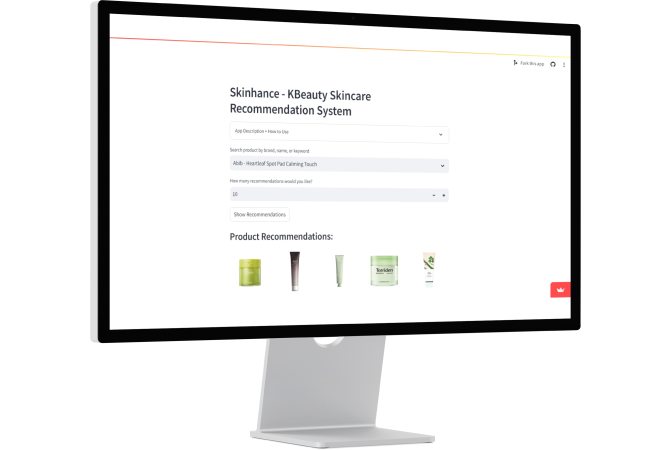 Fork this app
Skinhance - KBeauty Skincare
Recommendation System
App Description + How to Use
Search product by brand, name, or keyword
Abib - Heartleaf Spot Pad Calming Touch
How many recommendations would you like?
10
- +
Show Recommendations
Product Recommendations:
Torriden